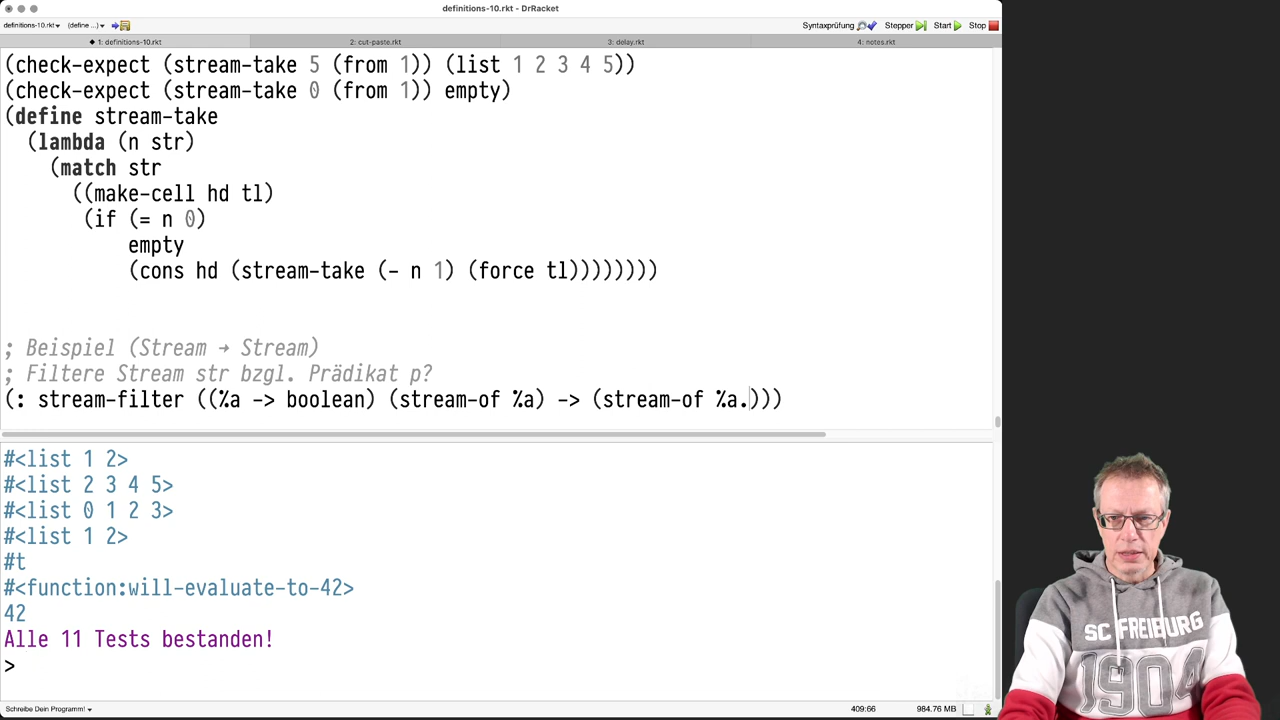 definitions-10.rkt - DrRacket
definitions-10.rkt▾ (define ...)▾ Syntaxprüfung Stepper Start Stop
◆ 1: definitions-10.rkt 2: cut-paste.rkt 3: delay.rkt 4: notes.rkt
(check-expect (stream-take 5 (from 1)) (list 1 2 3 4 5))
(check-expect (stream-take 0 (from 1)) empty)
(define stream-take
(lambda (n str)
(match str
((make-cell hd tl)
(if (= n 0)
empty
(cons hd (stream-take (- n 1) (force tl))))))))
; Beispiel (Stream → Stream)
; Filtere Stream str bzgl. Prädikat p?
(: stream-filter ((%a -> boolean) (stream-of %a) -> (stream-of %a.)))
#<list 1 2>
#<list 2 3 4 5>
#<list 0 1 2 3>
#<list 1 2>
#t
#<function:will-evaluate-to-42>
42
Alle 11 Tests bestanden!
>
Schreibe Dein Programm!▾ 409:66 984.76 MB
SC FREIBURG
1904